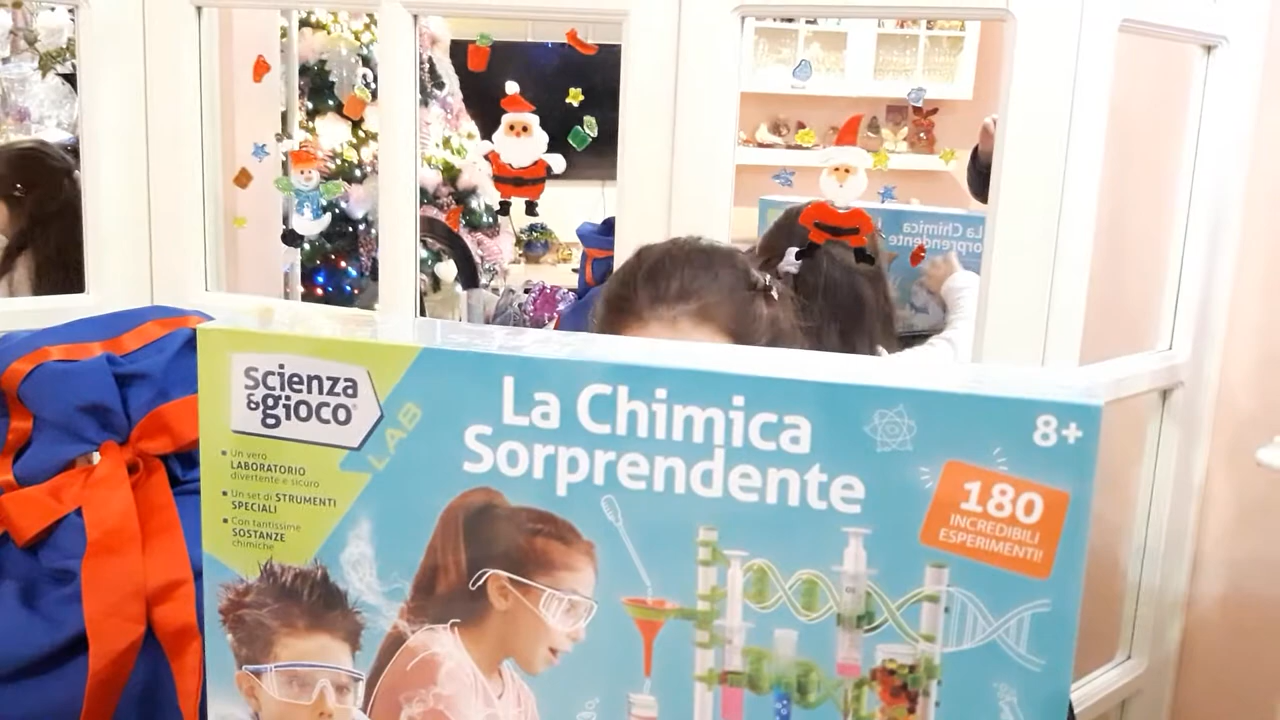 scienza
&gioco
LAB
Un vero
LABORATORIO
divertente e sicuro
Un set di STRUMENTI
SPECIALI
Con tantissime
SOSTANZE
chimiche
La Chimica
Sorprendente
8+
180
INCREDIBILI
ESPERIMENTI!
La Chimica
Sorprendente